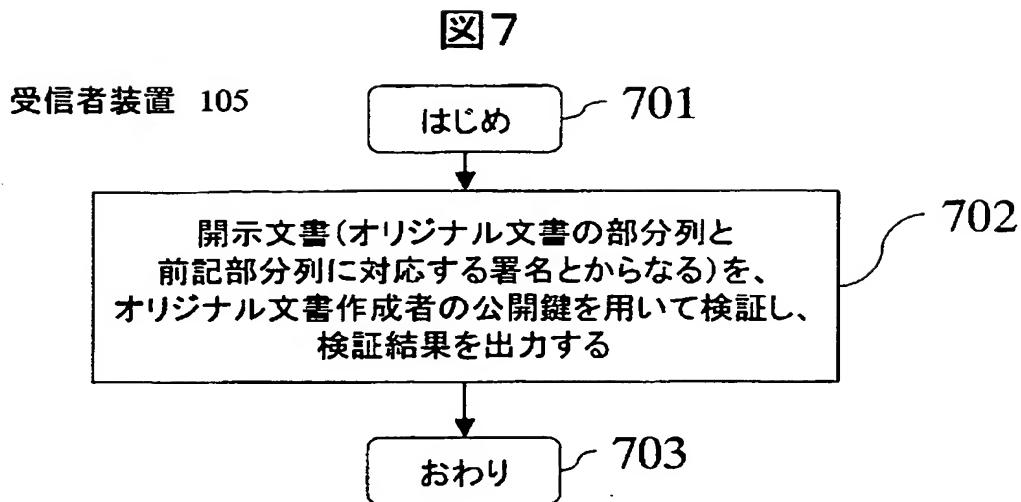 図7
受信者装置 105
はじめ
701
開示文書(オリジナル文書の部分列と
前記部分列に対応する署名とからなる)を、
オリジナル文書作成者の公開鍵を用いて検証し、
検証結果を出力する
702
おわり
703